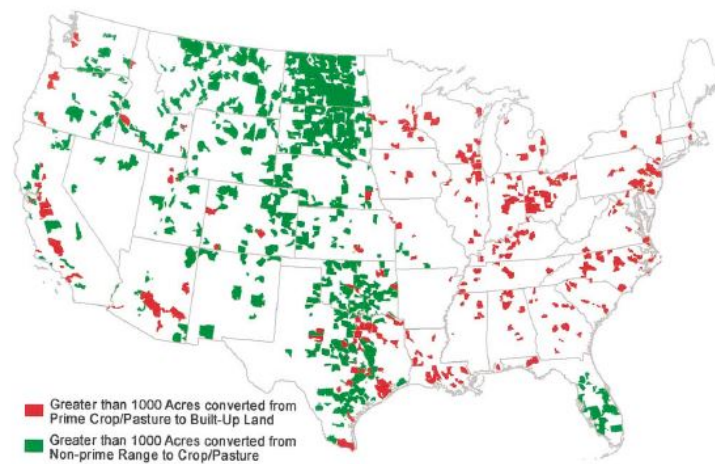 Greater than 1000 Acres converted from
Prime Crop/Pasture to Built-Up Land
Greater than 1000 Acres converted from
Non-prime Range to Crop/Pasture